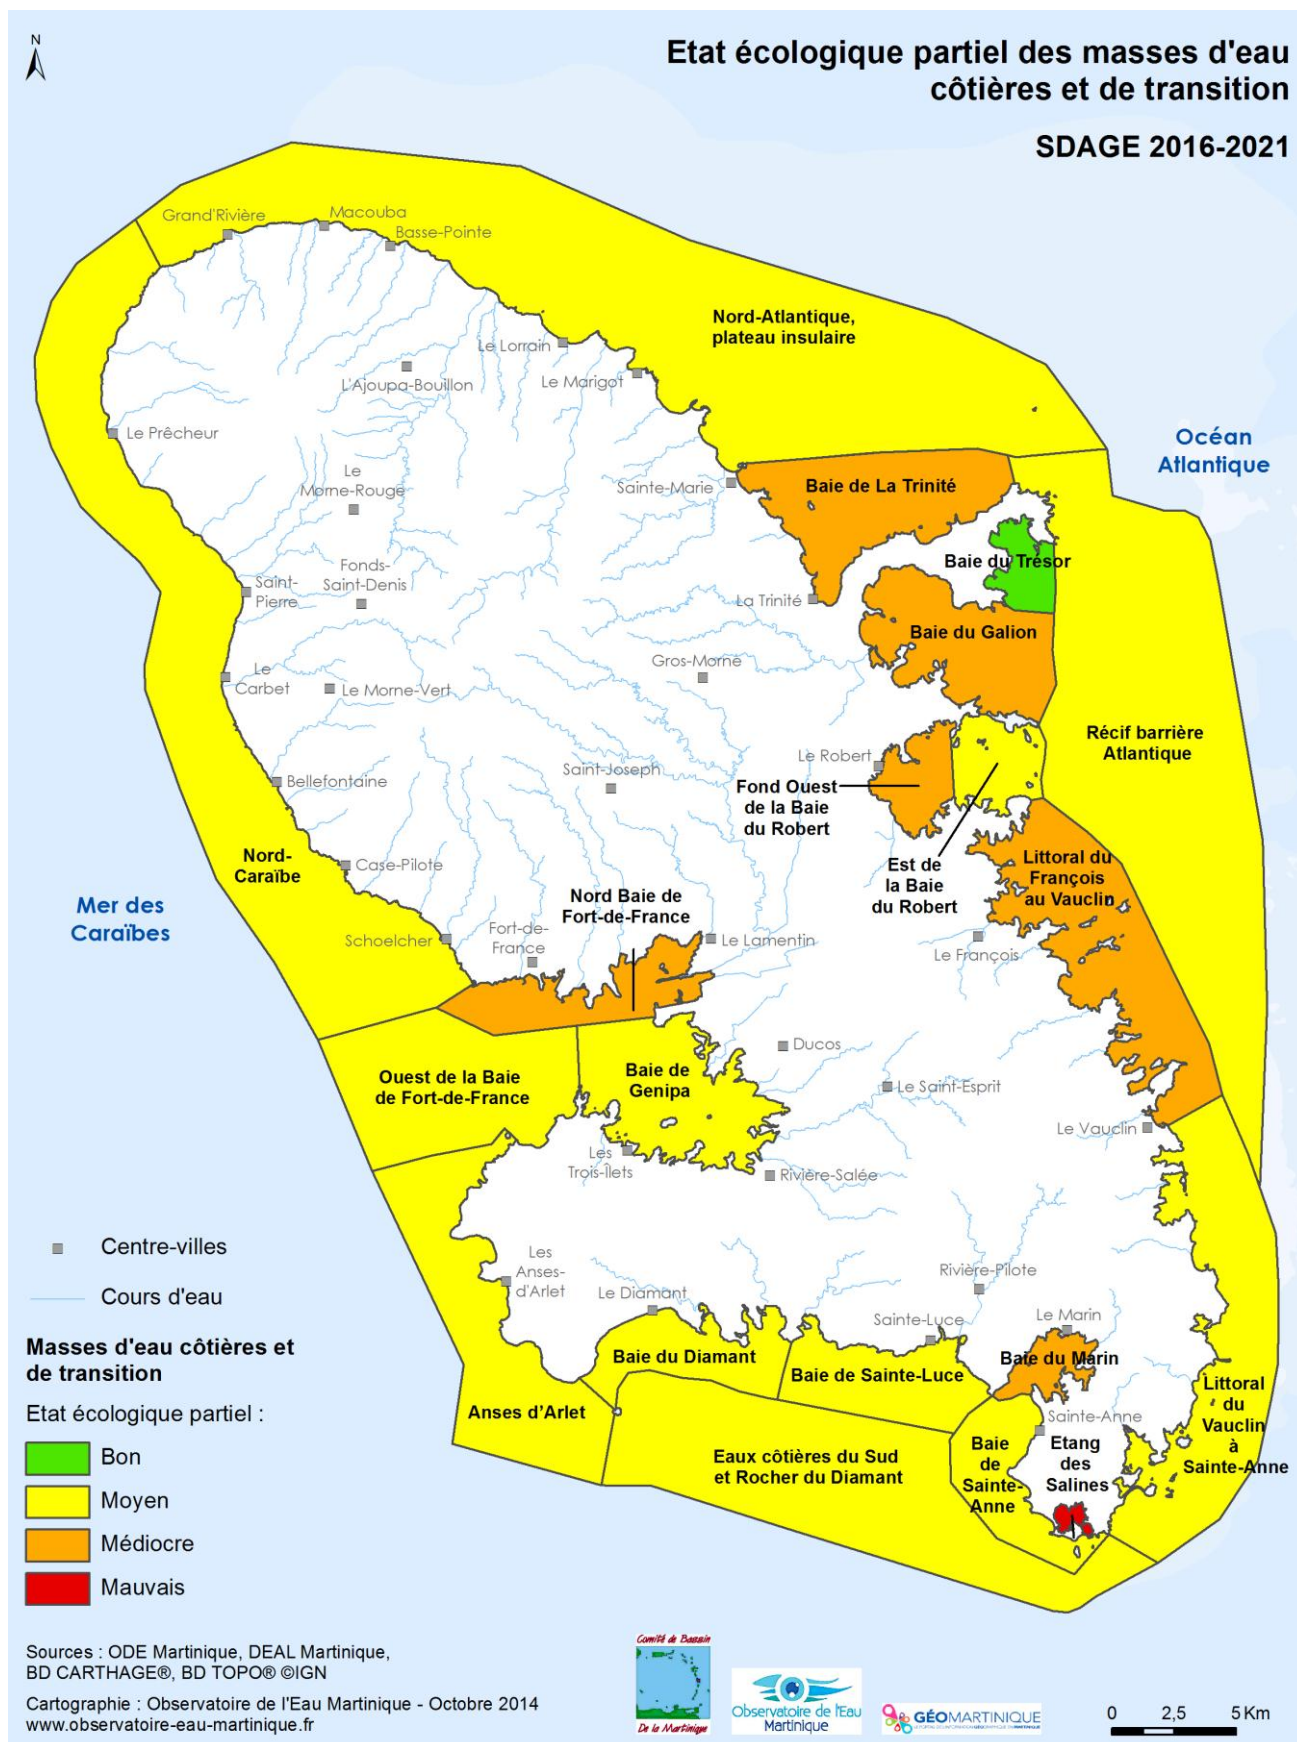 N
Etat écologique partiel des masses d'eau
côtières et de transition
SDAGE 2016-2021
Grand'Rivière
Macouba
Basse-Pointe
Nord-Atlantique,
plateau insulaire
Le Lorrain
L'Ajoupa-Bouillon
Le Marigot
Le Prêcheur
Océan
Atlantique
Le
Morne-Rouge
Sainte-Marie
Baie de La Trinité
Baie du Trésor
Fonds-
Saint-Denis
Saint-
Pierre
La Trinité
Baie du Galion
Gros-Morne
Le
Carbet
Le Morne-Vert
Récif barrière
Atlantique
Le Robert
Saint-Joseph
Bellefontaine
Fond Ouest
de la Baie
du Robert
Est de
la Baie
du Robert
Littoral du
François
au Vauclin
Nord-
Caraïbe
Case-Pilote
Mer des
Caraïbes
Nord Baie de
Fort-de-France
Schoelcher
Fort-de-
France
Le Lamentin
Le François
Ducos
Ouest de la Baie
de Fort-de-France
Baie de
Genipa
Le Saint-Esprit
Le Vauclin
Les
Trois-Îlets
Rivière-Salée
Les
Anses-
d'Arlet
Le Diamant
Rivière-Pilote
Sainte-Luce
Le Marin
Baie du Diamant
Baie de Sainte-Luce
Baie du Marin
Anses d'Arlet
Sainte-Anne
Littoral
du
Vauclin
à
Sainte-Anne
Eaux côtières du Sud
et Rocher du Diamant
Baie
de
Sainte-
Anne
Etang
des
Salines
Centre-villes
Cours d'eau
Masses d'eau côtières et
de transition
Etat écologique partiel :
Bon
Moyen
Médiocre
Mauvais
Sources : ODE Martinique, DEAL Martinique,
BD CARTHAGE®, BD TOPO® ©IGN
Cartographie : Observatoire de l'Eau Martinique - Octobre 2014
www.observatoire-eau-martinique.fr
Comité de Bassin
De la Martinique
Observatoire de l'Eau
Martinique
GÉOMARTINIQUE
0 2,5 5 Km